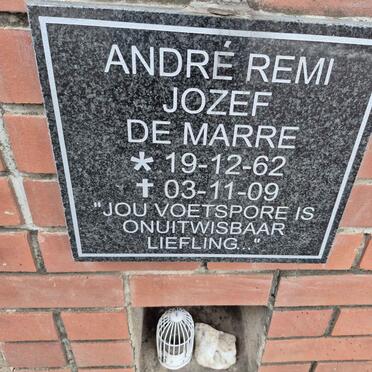 ANDRÉ REMI
JOZEF
DE MARRE
* 19-12-62
✝ 03-11-09
"JOU VOETSPORE IS
ONUITWISBAAR
LIEFLING..."